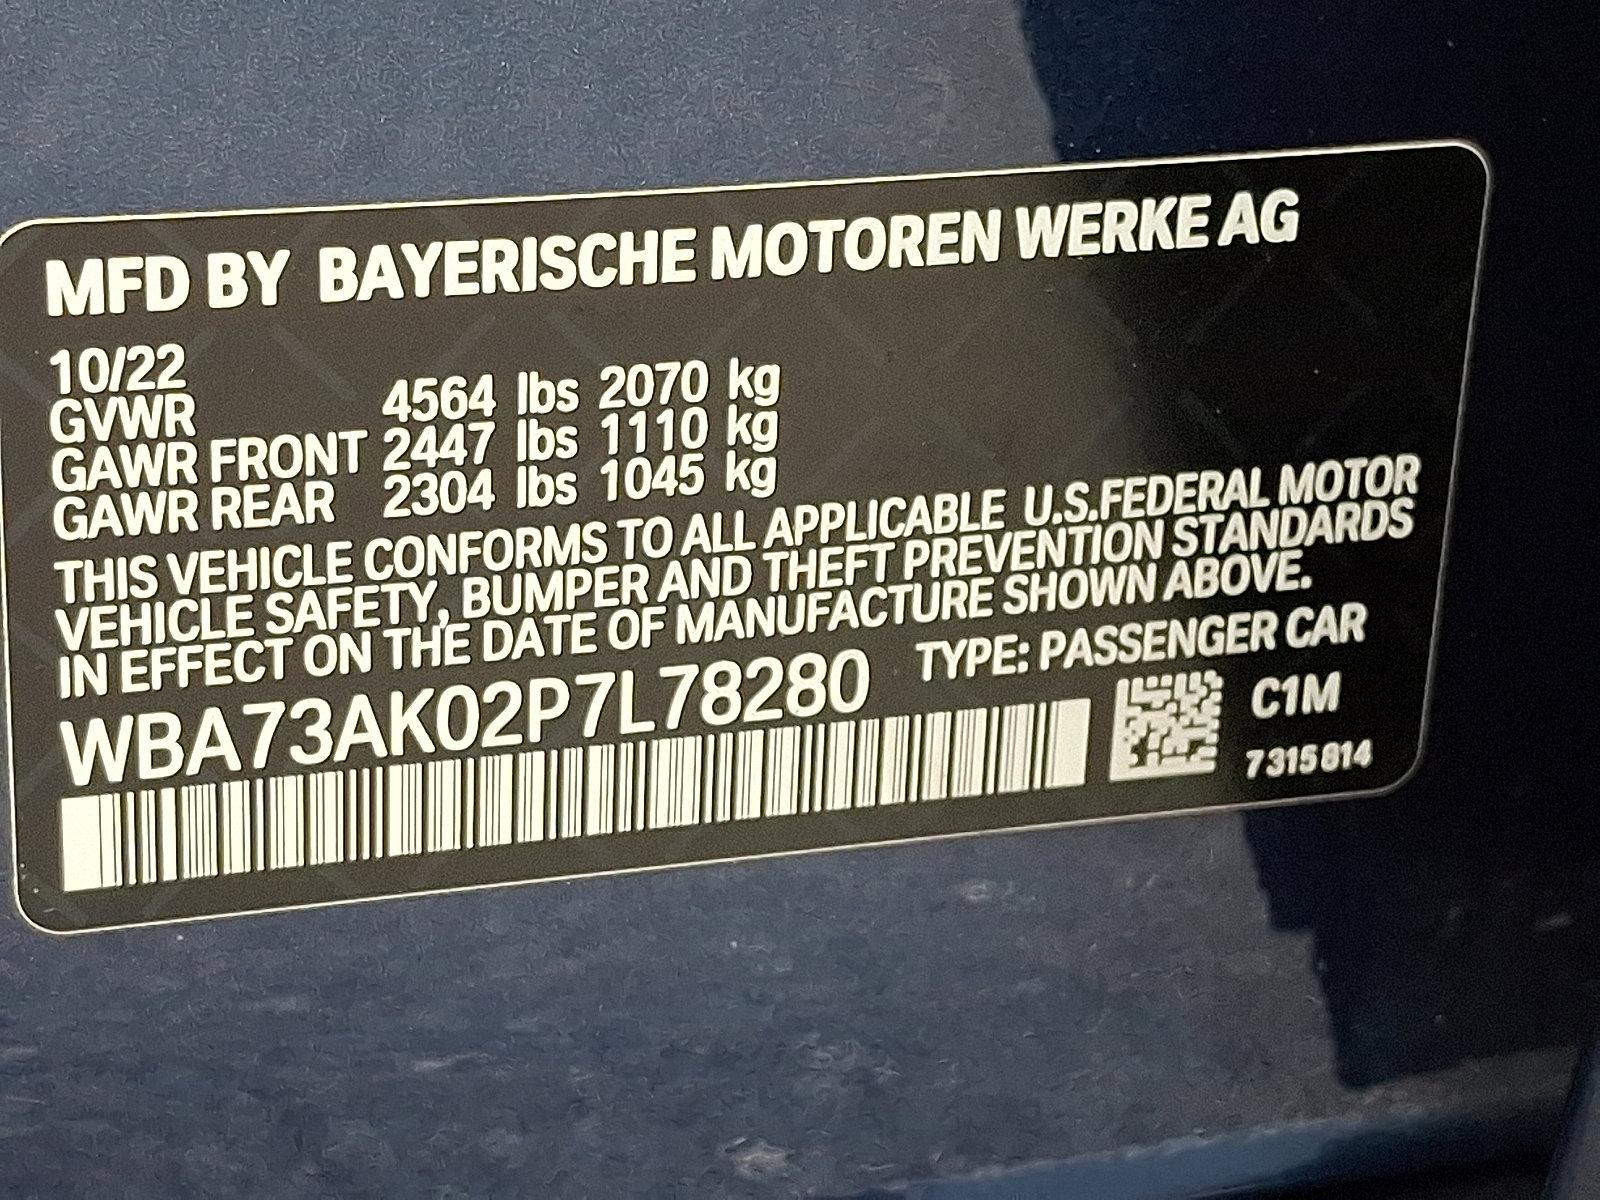 MFD BY BAYERISCHE MOTOREN WERKE AG
10/22
GVWR 4564 lbs 2070 kg
GAWR FRONT 2447 lbs 1110 kg
GAWR REAR 2304 lbs 1045 kg
THIS VEHICLE CONFORMS TO ALL APPLICABLE U.S.FEDERAL MOTOR
VEHICLE SAFETY, BUMPER AND THEFT PREVENTION STANDARDS
IN EFFECT ON THE DATE OF MANUFACTURE SHOWN ABOVE.
WBA73AK02P7L78280 TYPE: PASSENGER CAR
C1M
7315814